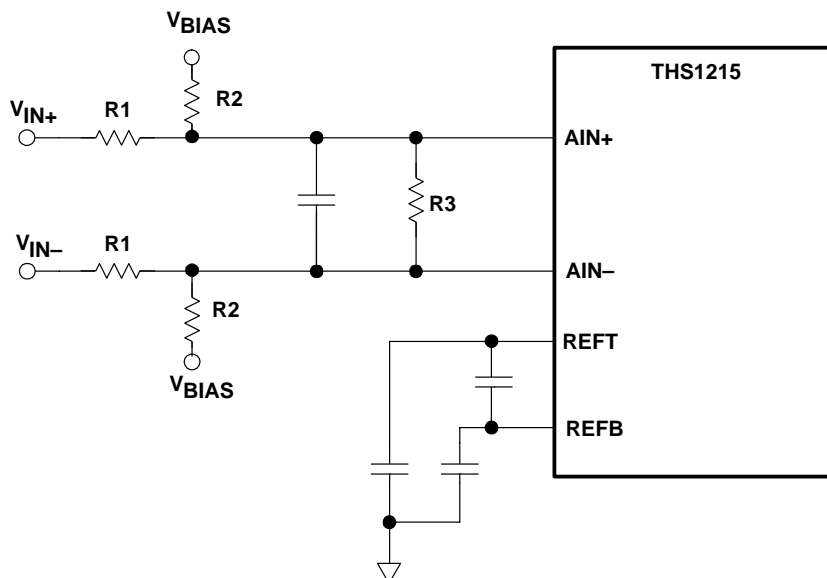 VBIAS
THS1215
R2
VIN+
R1
AIN+
R3
VIN–
R1
AIN–
R2
REFT
VBIAS
REFB